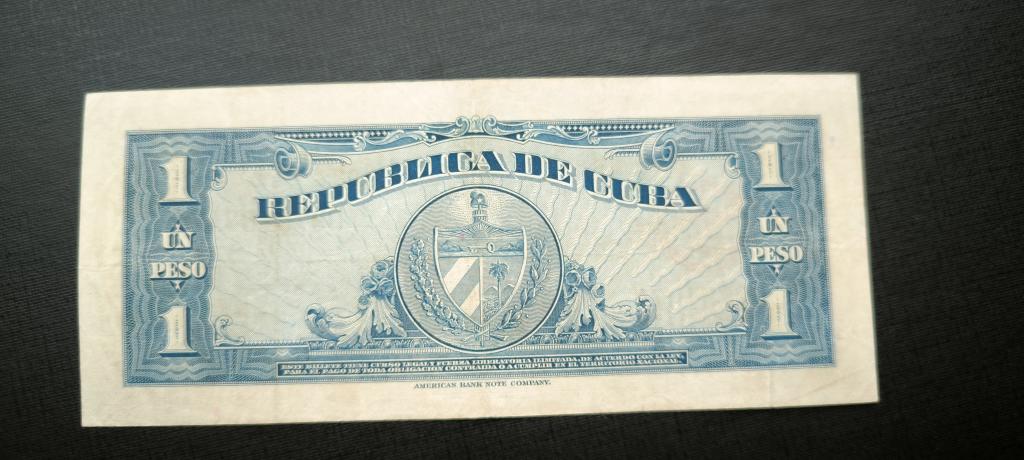 REPUBLICA DE CUBA
1
1
UN
PESO
UN
PESO
1
1
ESTE BILLETE TIENE CURSO LEGAL Y FUERZA LIBERATORIA ILIMITADA, DE ACUERDO CON LA LEY,
PARA EL PAGO DE TODA OBLIGACION CONTRAIDA O A CUMPLIR EN EL TERRITORIO NACIONAL.
AMERICAN BANK NOTE COMPANY.